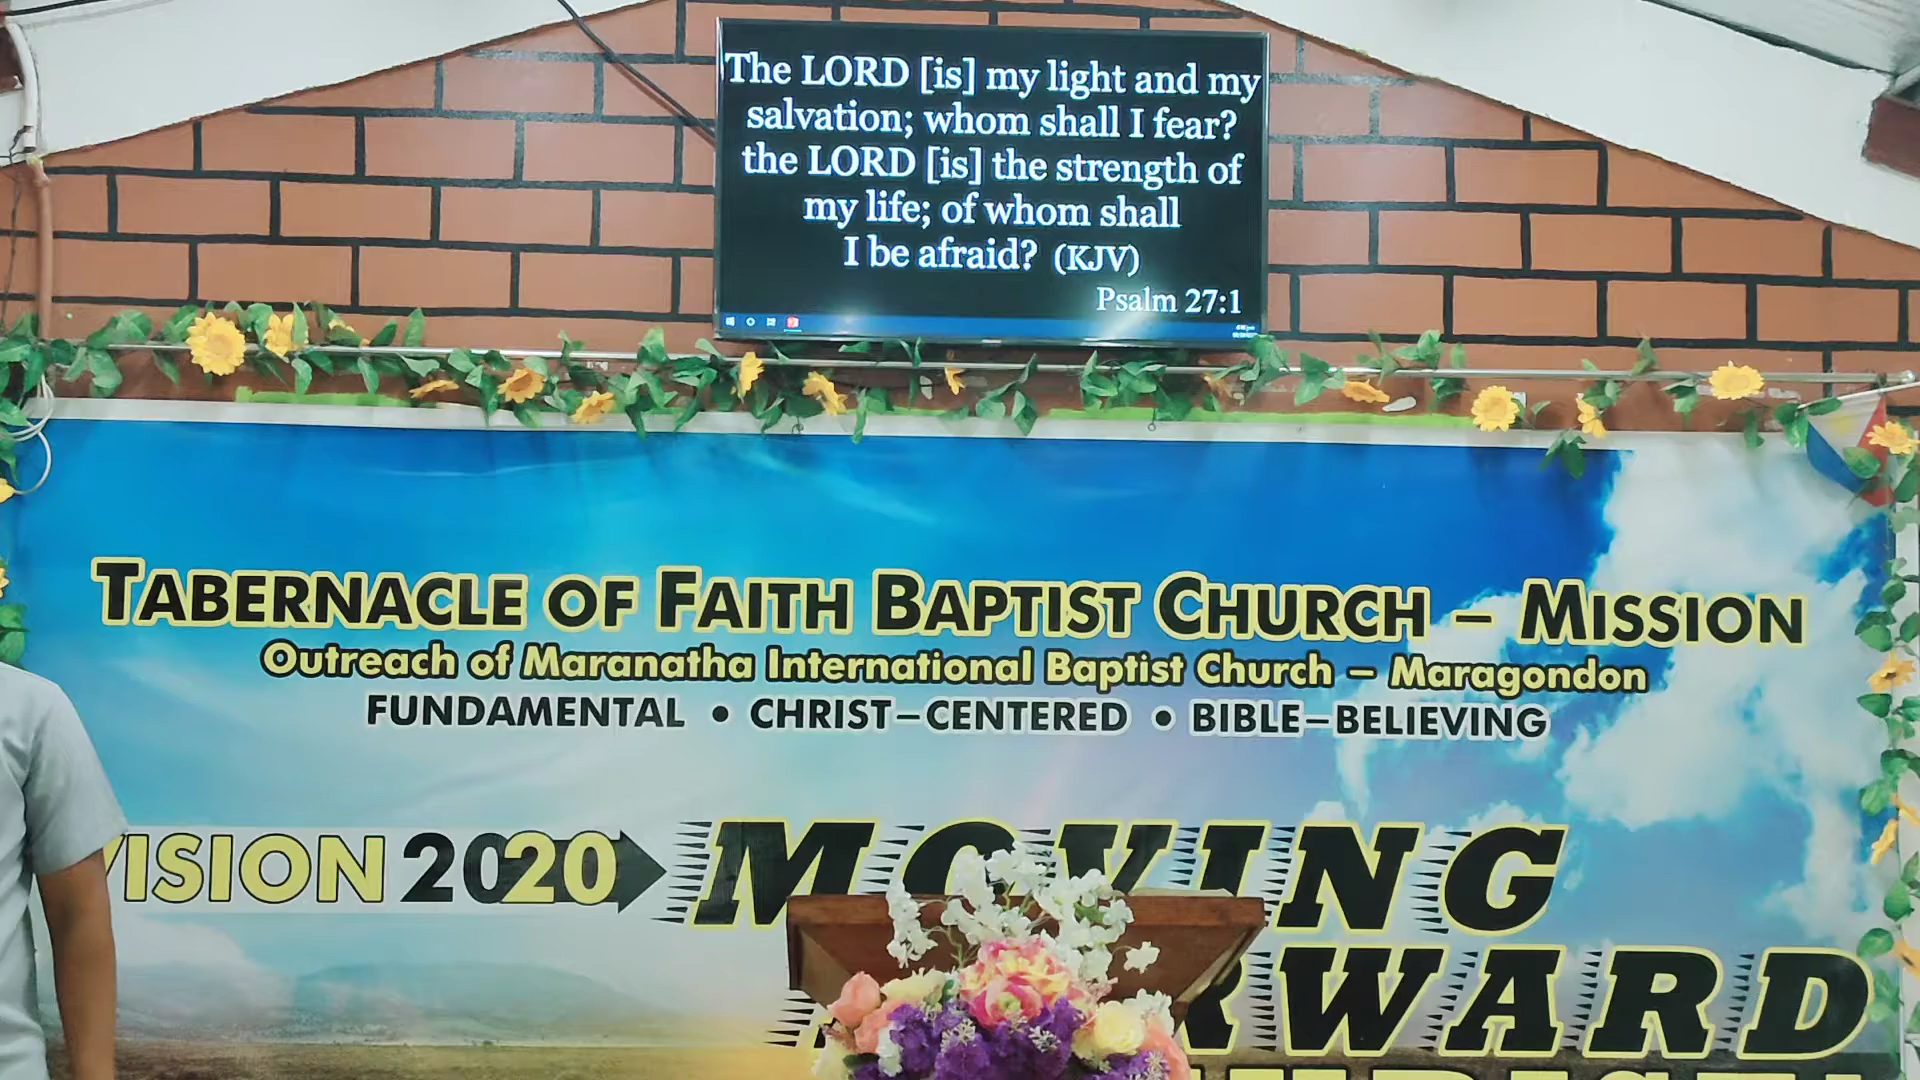 The LORD [is] my light and my
salvation; whom shall I fear?
the LORD [is] the strength of
my life; of whom shall
I be afraid? (KJV)
Psalm 27:1
TABERNACLE OF FAITH BAPTIST CHURCH – MISSION
Outreach of Maranatha International Baptist Church – Maragondon
FUNDAMENTAL • CHRIST–CENTERED • BIBLE–BELIEVING
VISION 2020
MOVING
RWARD